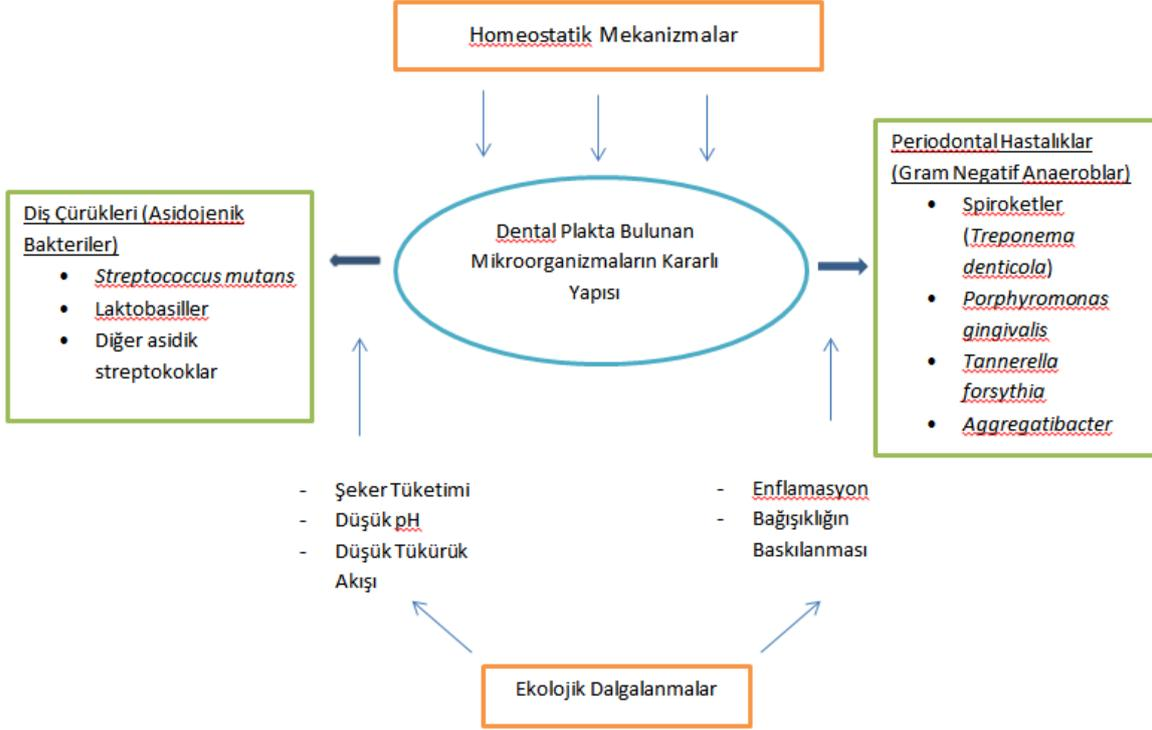 Homeostatik Mekanizmalar
Dental Plakta Bulunan
Mikroorganizmaların Kararlı
Yapısı
Diş Çürükleri (Asidojenik
Bakteriler)
• Streptococcus mutans
• Laktobasiller
• Diğer asidik
streptokoklar
Periodontal Hastalıklar
(Gram Negatif Anaeroblar)
• Spiroketler
(Treponema
denticola)
• Porphyromonas
gingivalis
• Tannerella
forsythia
• Aggregatibacter
- Şeker Tüketimi
- Düşük pH
- Düşük Tükürük
Akışı
- Enflamasyon
- Bağışıklığın
Baskılanması
Ekolojik Dalgalanmalar